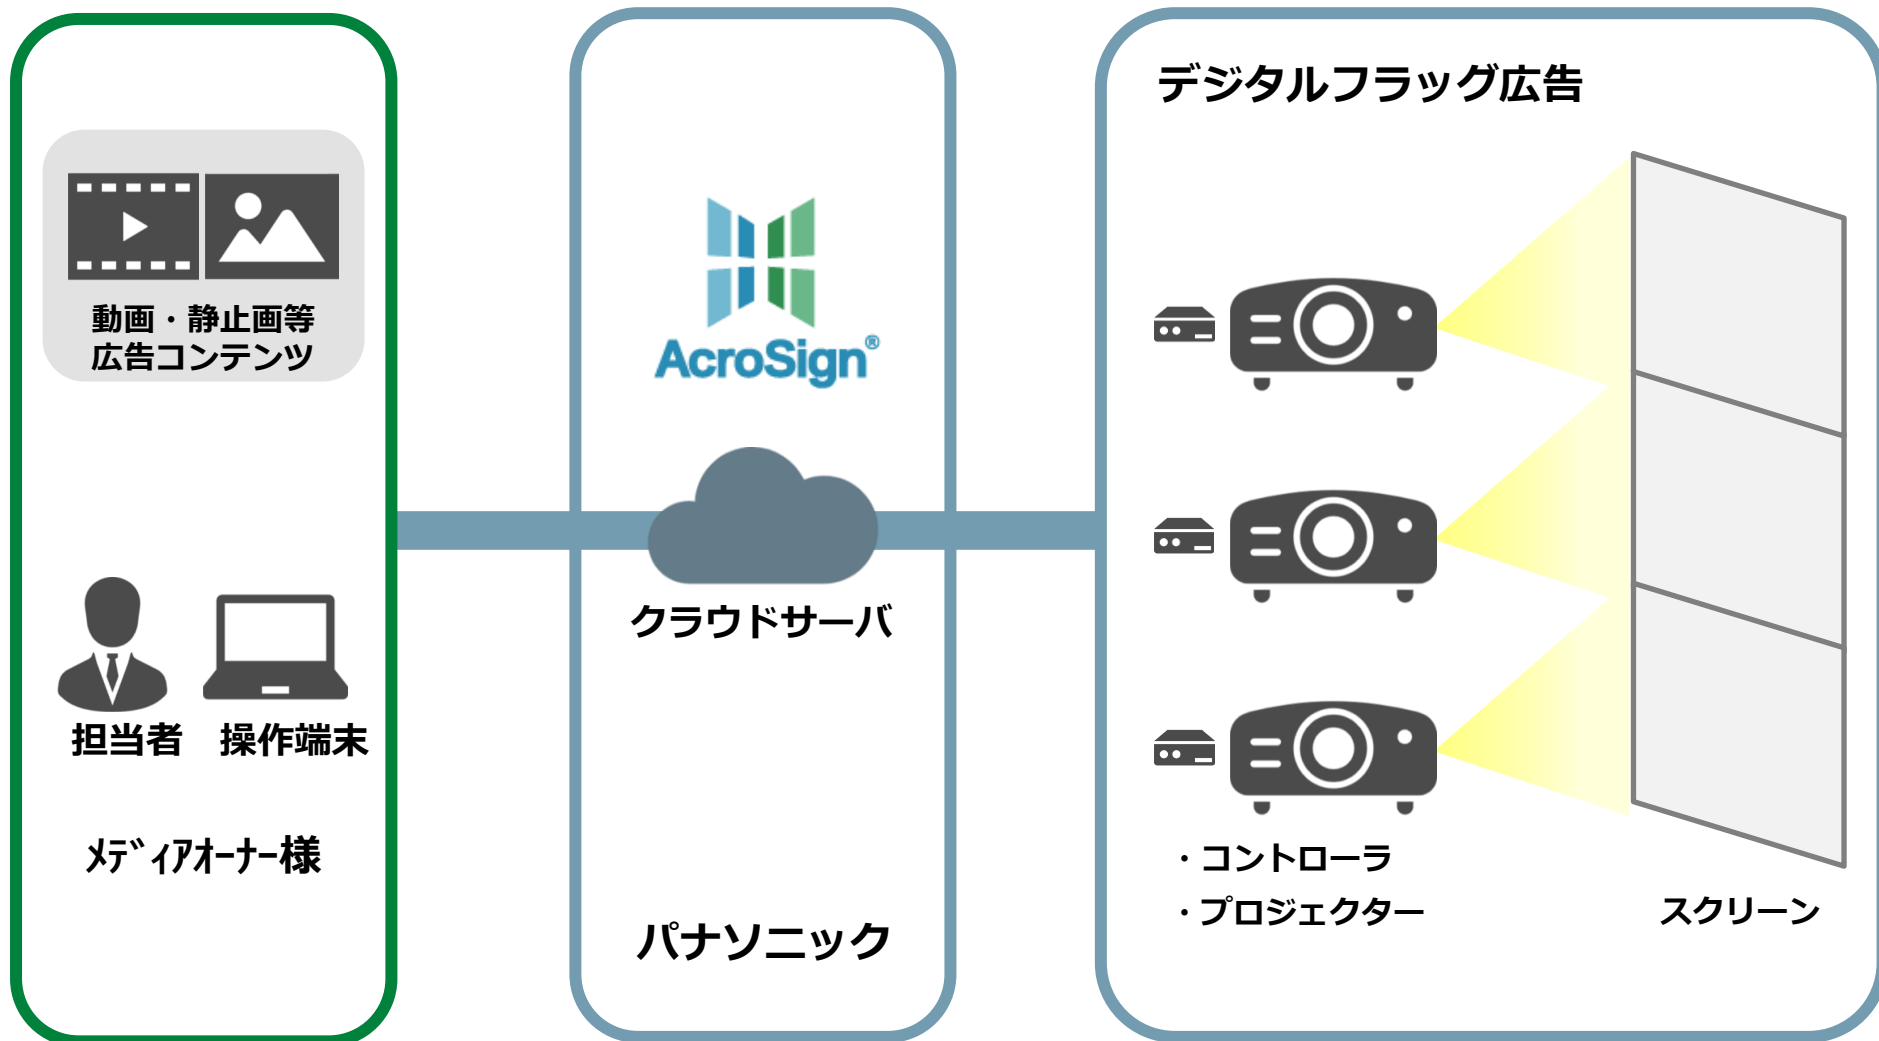 動画・静止画等
広告コンテンツ
担当者
操作端末
ﾒﾃﾞｨｱｵｰﾅｰ様
AcroSign®
クラウドサーバ
パナソニック
デジタルフラッグ広告
・コントローラ
・プロジェクター
スクリーン